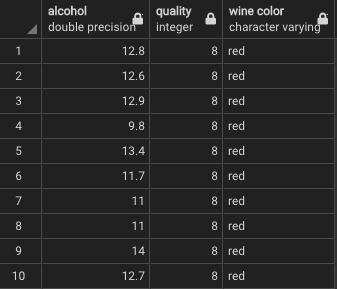 alcohol quality wine color
double precision integer character varying
1 12.8 8 red
2 12.6 8 red
3 12.9 8 red
4 9.8 8 red
5 13.4 8 red
6 11.7 8 red
7 11 8 red
8 11 8 red
9 14 8 red
10 12.7 8 red